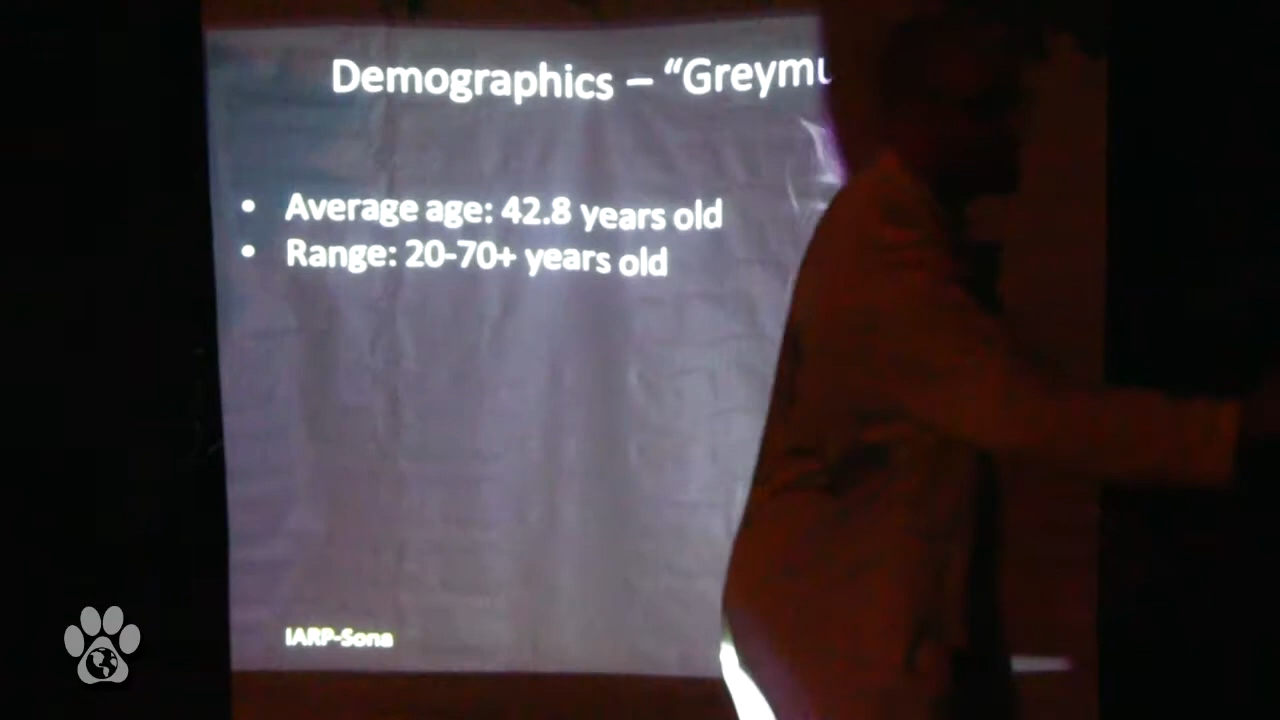 Demographics – “Greymu
• Average age: 42.8 years old
• Range: 20-70+ years old
IARP-Sona